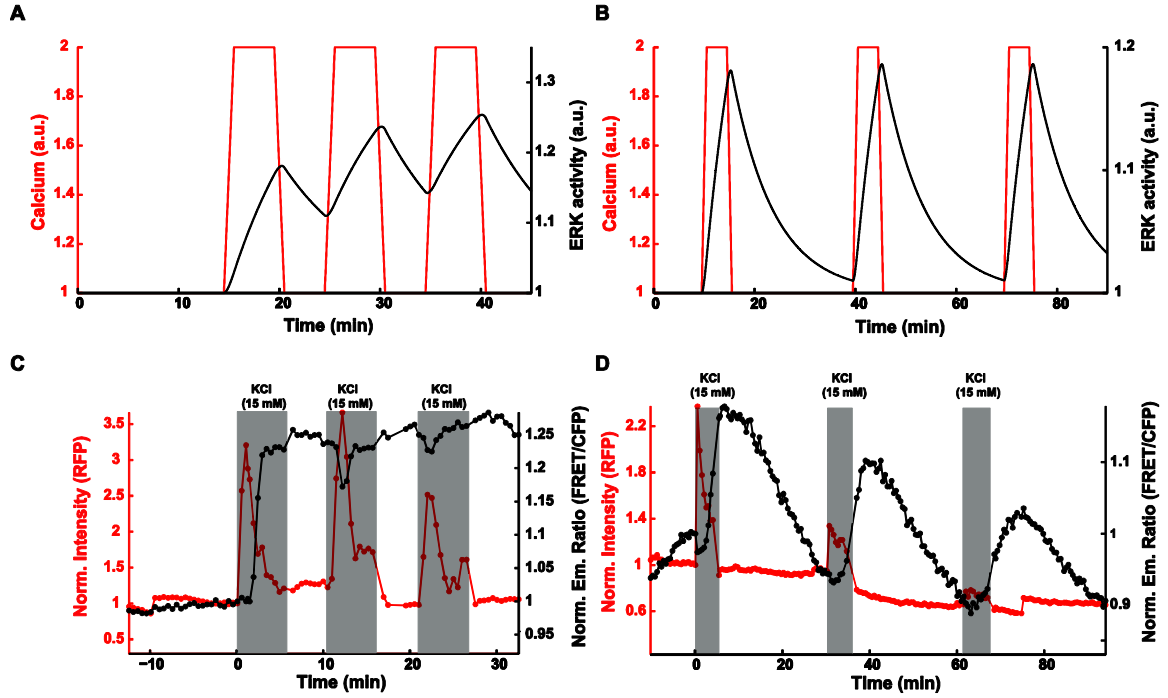 A
B
2
1.8
1.6
1.4
1.2
1
Calcium (a.u.)
1.3
1.2
1.1
1
ERK activity (a.u.)
0
10
20
30
40
Time (min)
2
1.8
1.6
1.4
1.2
1
Calcium (a.u.)
1.2
1.1
1
ERK activity (a.u.)
0
20
40
60
80
Time (min)
C
D
KCl
(15 mM)
KCl
(15 mM)
KCl
(15 mM)
3.5
3
2.5
2
1.5
1
0.5
Norm. Intensity (RFP)
1.25
1.20
1.15
1.10
1.05
1.00
0.95
Norm. Em. Ratio (FRET/CFP)
−10
0
10
20
30
Time (min)
KCl
(15 mM)
KCl
(15 mM)
KCl
(15 mM)
2.2
1.8
1.4
1
0.6
Norm. Intensity (RFP)
1.1
1
0.9
Norm. Em. Ratio (FRET/CFP)
0
20
40
60
80
Time (min)